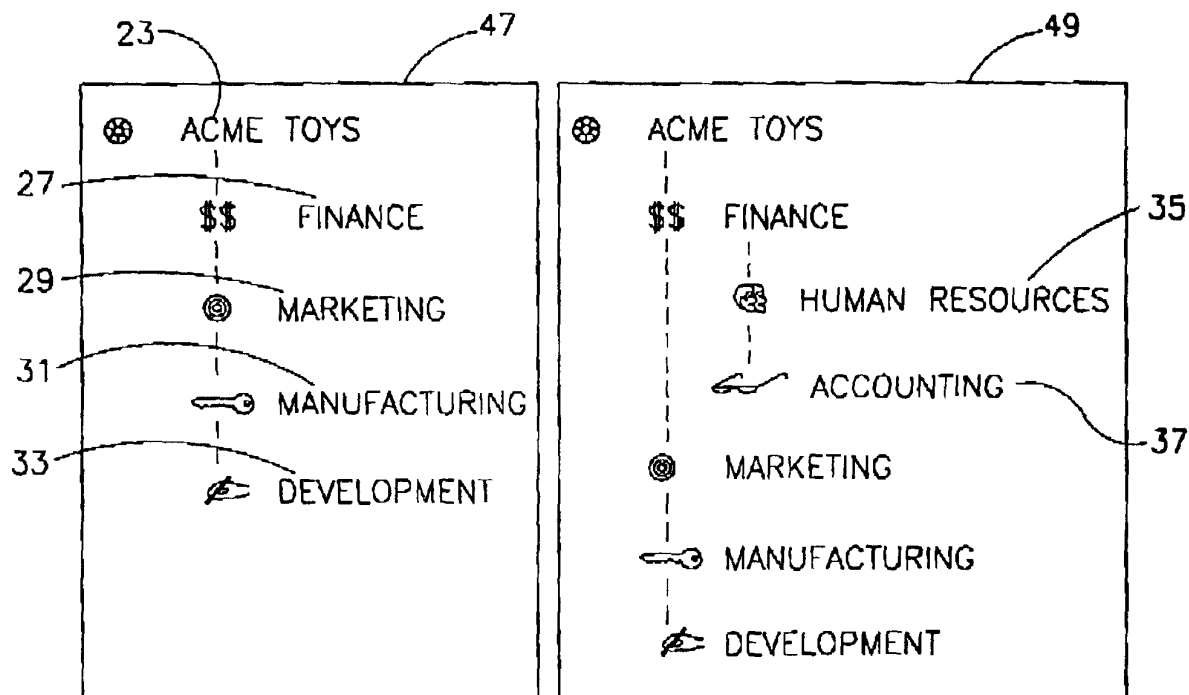 23
47
49
ACME TOYS
ACME TOYS
27
$$ FINANCE
$$ FINANCE
35
29
MARKETING
HUMAN RESOURCES
31
MANUFACTURING
ACCOUNTING
37
33
DEVELOPMENT
MARKETING
MANUFACTURING
DEVELOPMENT